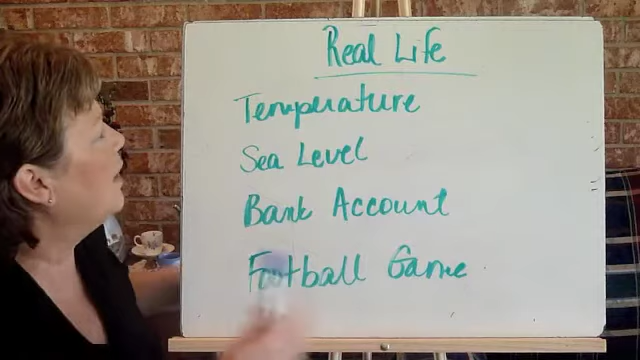 Real Life
Temperature
Sea Level
Bank Account
Football Game